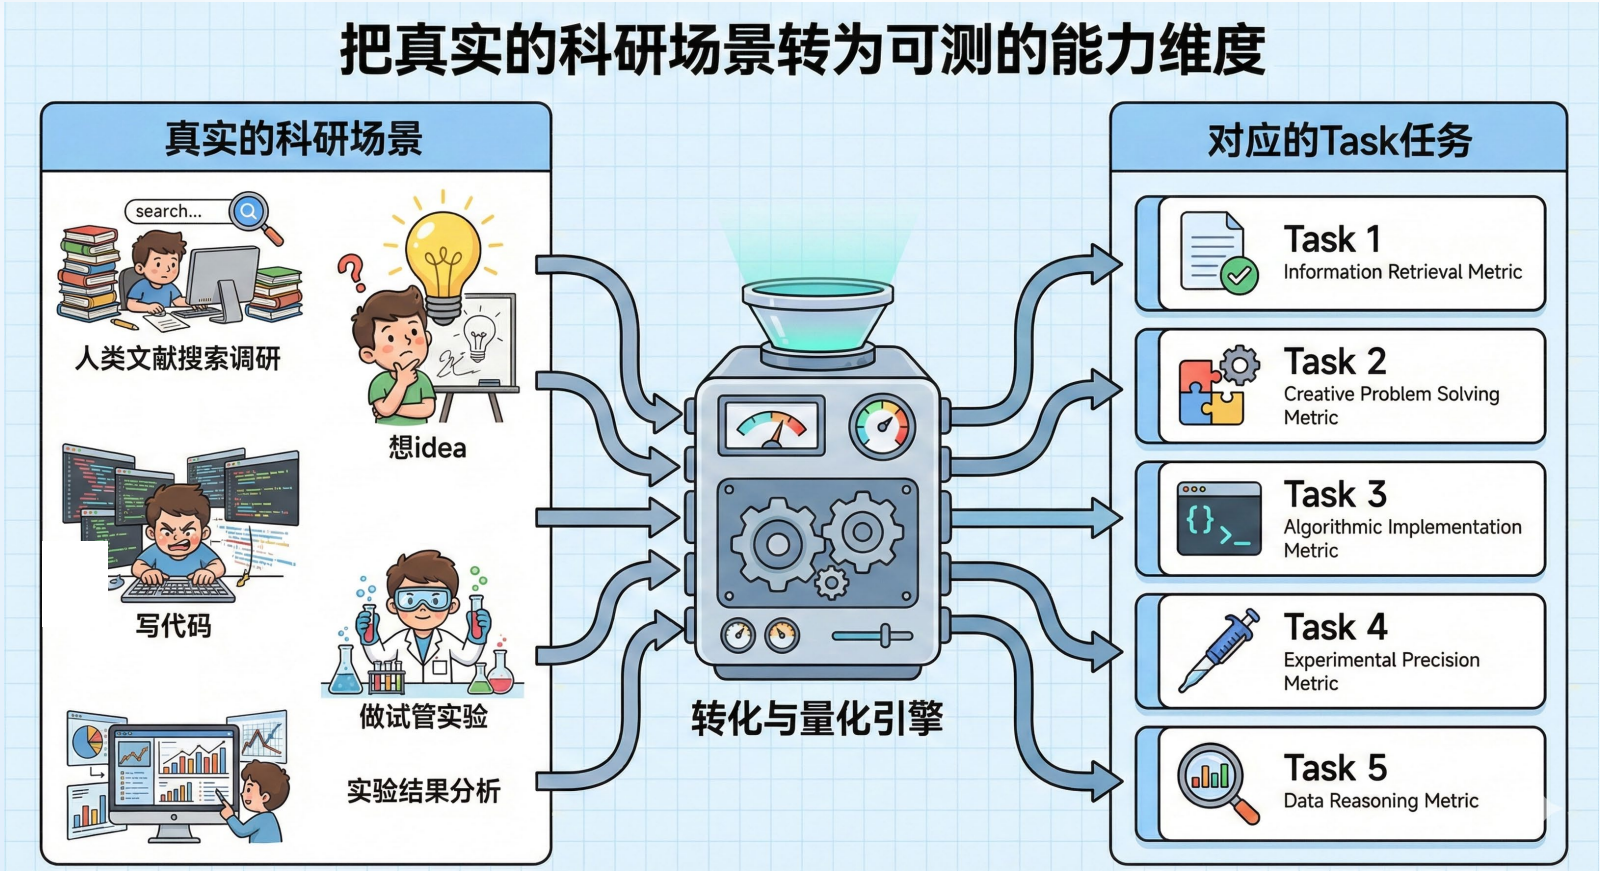 把真实的科研场景转为可测的能力维度
真实的科研场景
search...
人类文献搜索调研
想idea
写代码
做试管实验
实验结果分析
转化与量化引擎
对应的Task任务
Task 1
Information Retrieval Metric
Task 2
Creative Problem Solving
Metric
Task 3
Algorithmic Implementation
Metric
Task 4
Experimental Precision
Metric
Task 5
Data Reasoning Metric